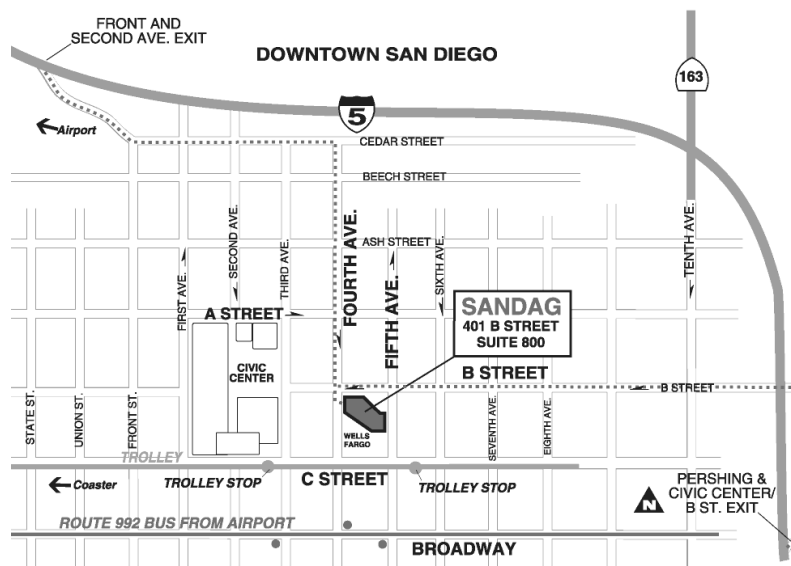 FRONT AND
SECOND AVE. EXIT
DOWNTOWN SAN DIEGO
163
5
Airport
CEDAR STREET
BEECH STREET
ASH STREET
FIRST AVE.
SECOND AVE.
THIRD AVE.
FOURTH AVE.
FIFTH AVE.
SIXTH AVE.
TENTH AVE.
A STREET
SANDAG
401 B STREET
SUITE 800
CIVIC
CENTER
B STREET
B STREET
STATE ST.
UNION ST.
FRONT ST.
SEVENTH AVE.
EIGHTH AVE.
WELLS
FARGO
TROLLEY
Coaster
TROLLEY STOP
C STREET
TROLLEY STOP
N
PERSHING &
CIVIC CENTER/
B ST. EXIT
ROUTE 992 BUS FROM AIRPORT
BROADWAY